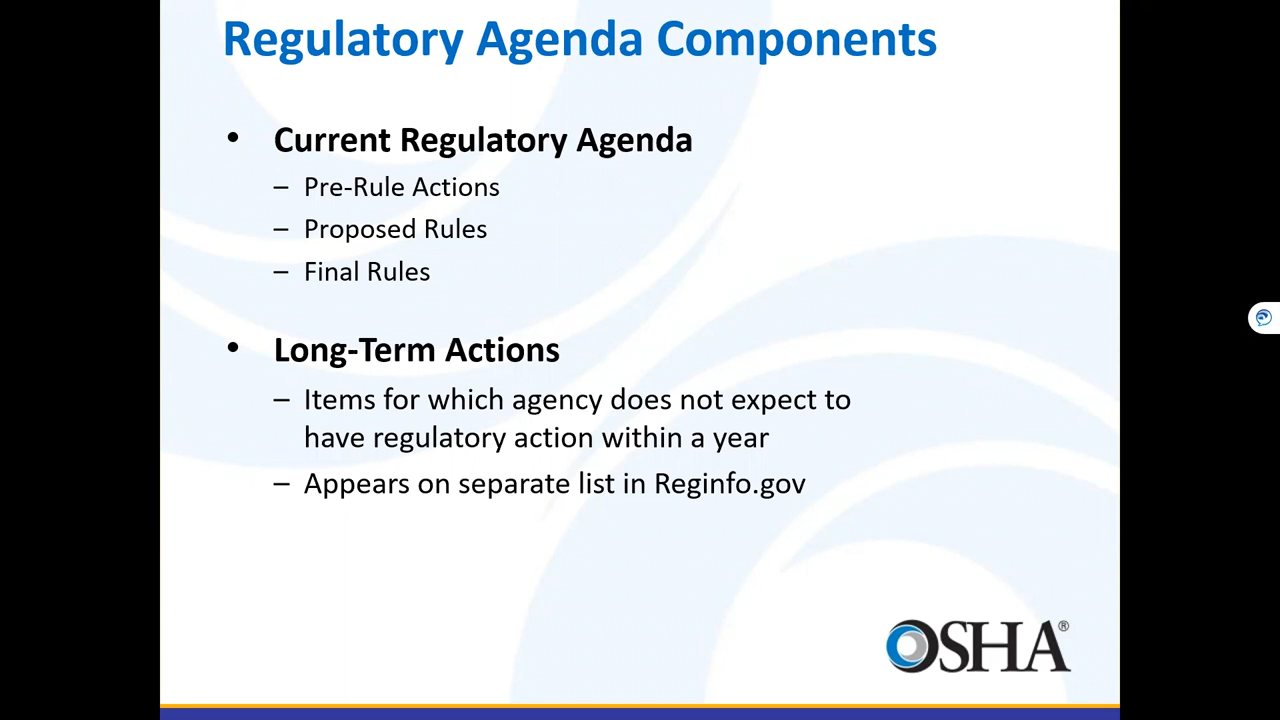 Regulatory Agenda Components
• Current Regulatory Agenda
– Pre-Rule Actions
– Proposed Rules
– Final Rules
• Long-Term Actions
– Items for which agency does not expect to
have regulatory action within a year
– Appears on separate list in Reginfo.gov
OSHA®